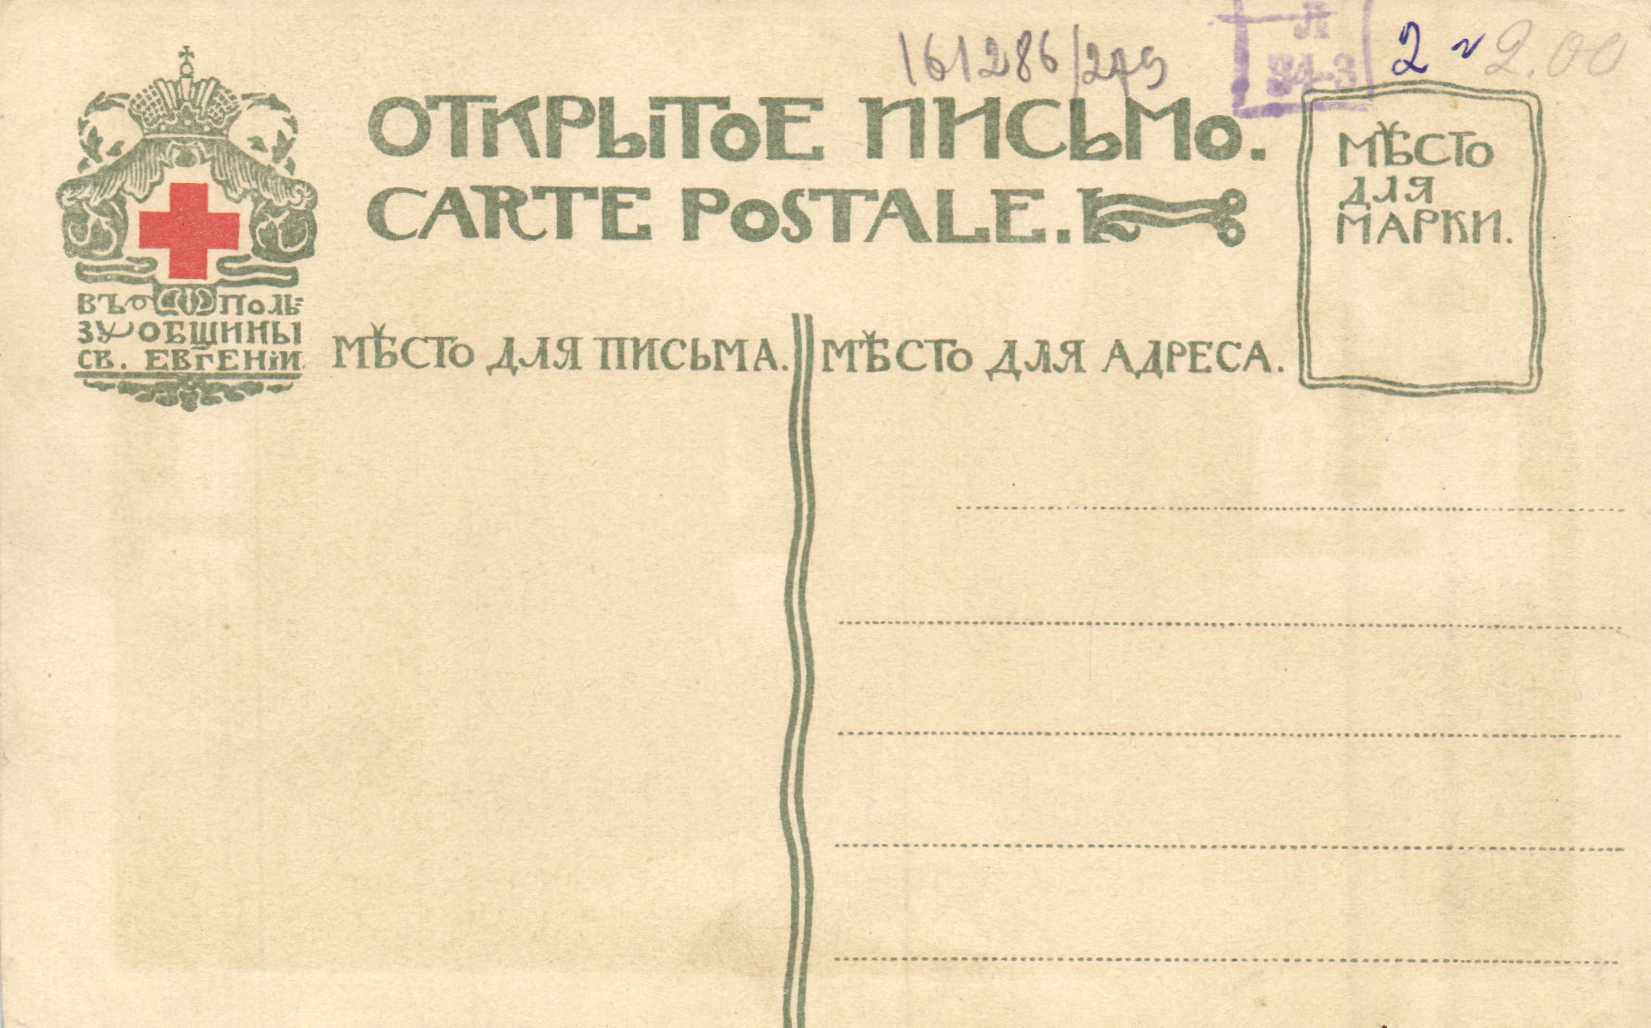 161286/279
2 ~ 2.00
ОТКРЫТОЕ ПИСЬМО.
CARTE POSTALE.
МѢСТО
ДЛЯ
МАРКИ.
ВЪ ПОЛЬ=
ЗУ ОБЩИНЫ
СВ. ЕВГЕНІИ.
МѢСТО ДЛЯ ПИСЬМА.
МѢСТО ДЛЯ АДРЕСА.